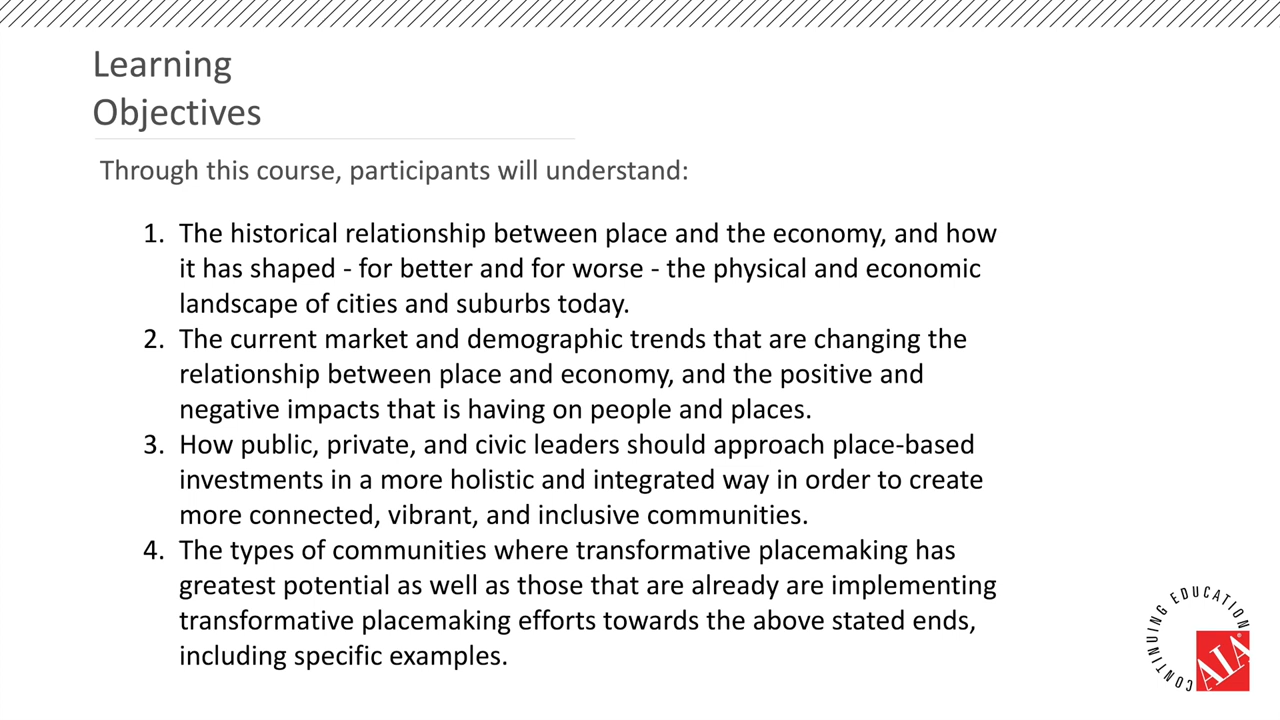 Learning
Objectives
Through this course, participants will understand:
1. The historical relationship between place and the economy, and how
it has shaped - for better and for worse - the physical and economic
landscape of cities and suburbs today.
2. The current market and demographic trends that are changing the
relationship between place and economy, and the positive and
negative impacts that is having on people and places.
3. How public, private, and civic leaders should approach place-based
investments in a more holistic and integrated way in order to create
more connected, vibrant, and inclusive communities.
4. The types of communities where transformative placemaking has
greatest potential as well as those that are already are implementing
transformative placemaking efforts towards the above stated ends,
including specific examples.
CONTINUING EDUCATION
AIA®